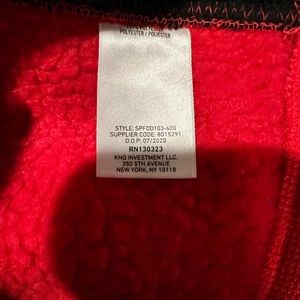 POLYESTER / POLYESTER
STYLE: SPFDD103-600
SUPPLIER CODE: 8015291
D.O.P: 07/2020
RN130323
KHQ INVESTMENT LLC.
350 5TH AVENUE
NEW YORK, NY 10118